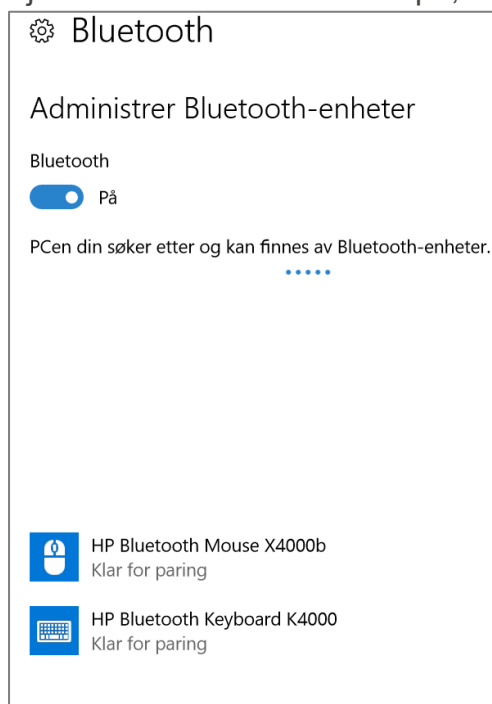 Bluetooth
Administrer Bluetooth-enheter
Bluetooth
På
PCen din søker etter og kan finnes av Bluetooth-enheter.
HP Bluetooth Mouse X4000b
Klar for paring
HP Bluetooth Keyboard K4000
Klar for paring